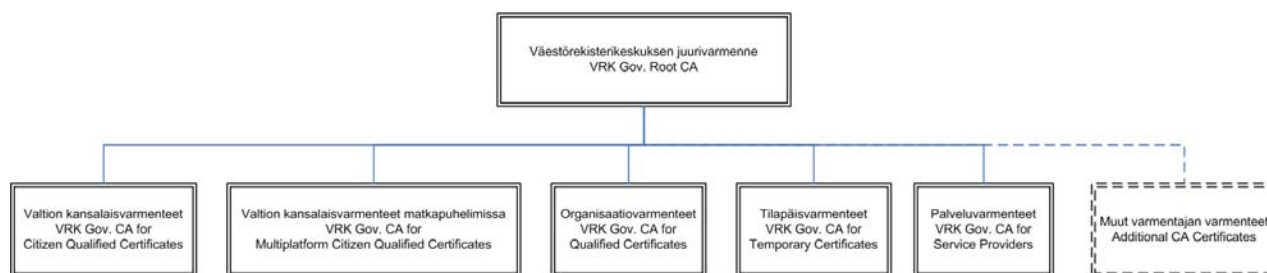 Väestörekisterikeskuksen juurivarmenne
VRK Gov. Root CA
Valtion kansalaisvarmenteet
VRK Gov. CA for
Citizen Qualified Certificates
Valtion kansalaisvarmenteet matkapuhelimissa
VRK Gov. CA for
Multiplatform Citizen Qualified Certificates
Organisaatiovarmenteet
VRK Gov. CA for
Qualified Certificates
Tilapäisvarmenteet
VRK Gov. CA for
Temporary Certificates
Palveluvarmenteet
VRK Gov. CA for
Service Providers
Muut varmentajan varmenteet
Additional CA Certificates